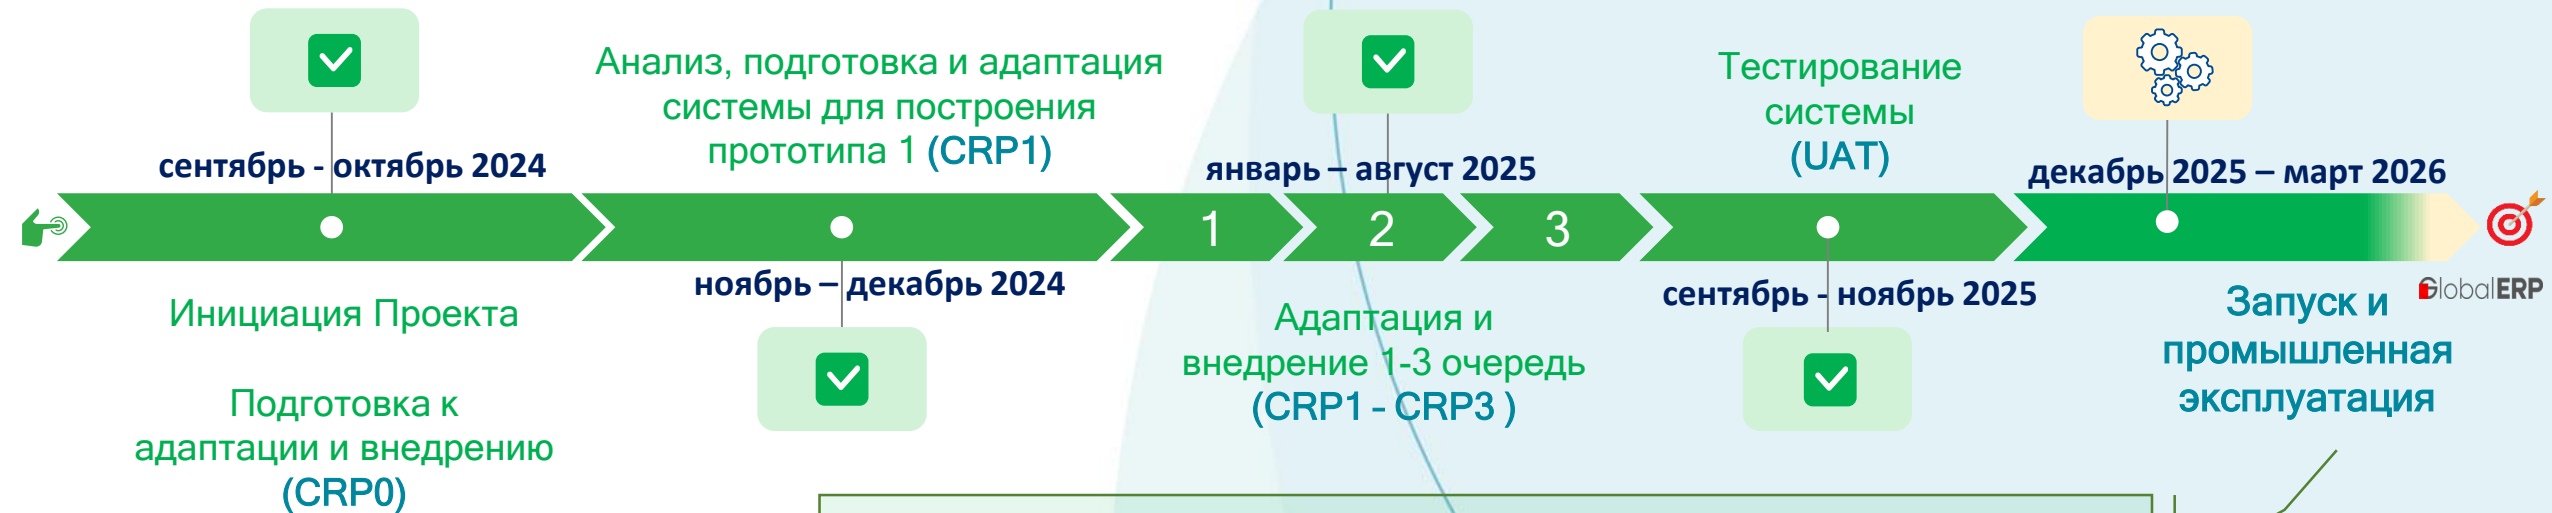 сентябрь - октябрь 2024
Инициация Проекта
Подготовка к
адаптации и внедрению
(CRP0)
Анализ, подготовка и адаптация
системы для построения
прототипа 1 (CRP1)
ноябрь – декабрь 2024
январь – август 2025
1 2 3
Адаптация и
внедрение 1-3 очередь
(CRP1 - CRP3 )
Тестирование
системы
(UAT)
сентябрь - ноябрь 2025
декабрь 2025 – март 2026
GlobalERP
Запуск и
промышленная
эксплуатация